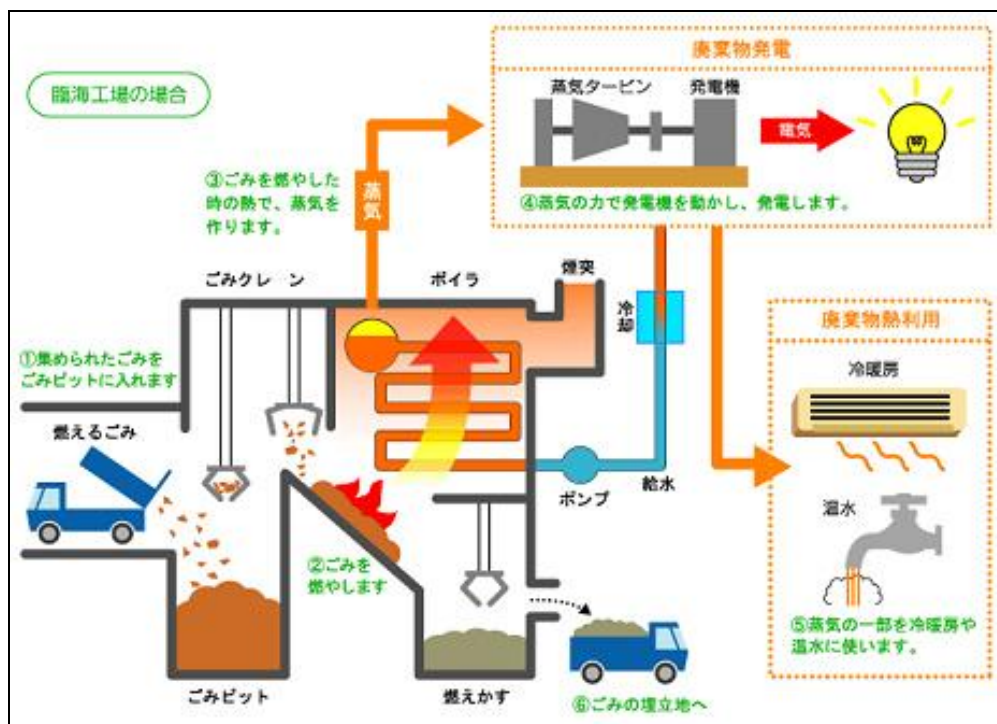 臨海工場の場合
廃棄物発電
蒸気タービン
発電機
電気
④蒸気の力で発電機を動かし、発電します。
③ごみを燃やした
時の熱で、蒸気を
作ります。
蒸気
ごみクレーン
ボイラ
煙突
冷却
①集められたごみを
ごみピットに入れます
燃えるごみ
ポンプ
給水
②ごみを
燃やします
ごみピット
燃えかす
⑥ごみの埋立地へ
廃棄物熱利用
冷暖房
温水
⑤蒸気の一部を冷暖房や
温水に使います。